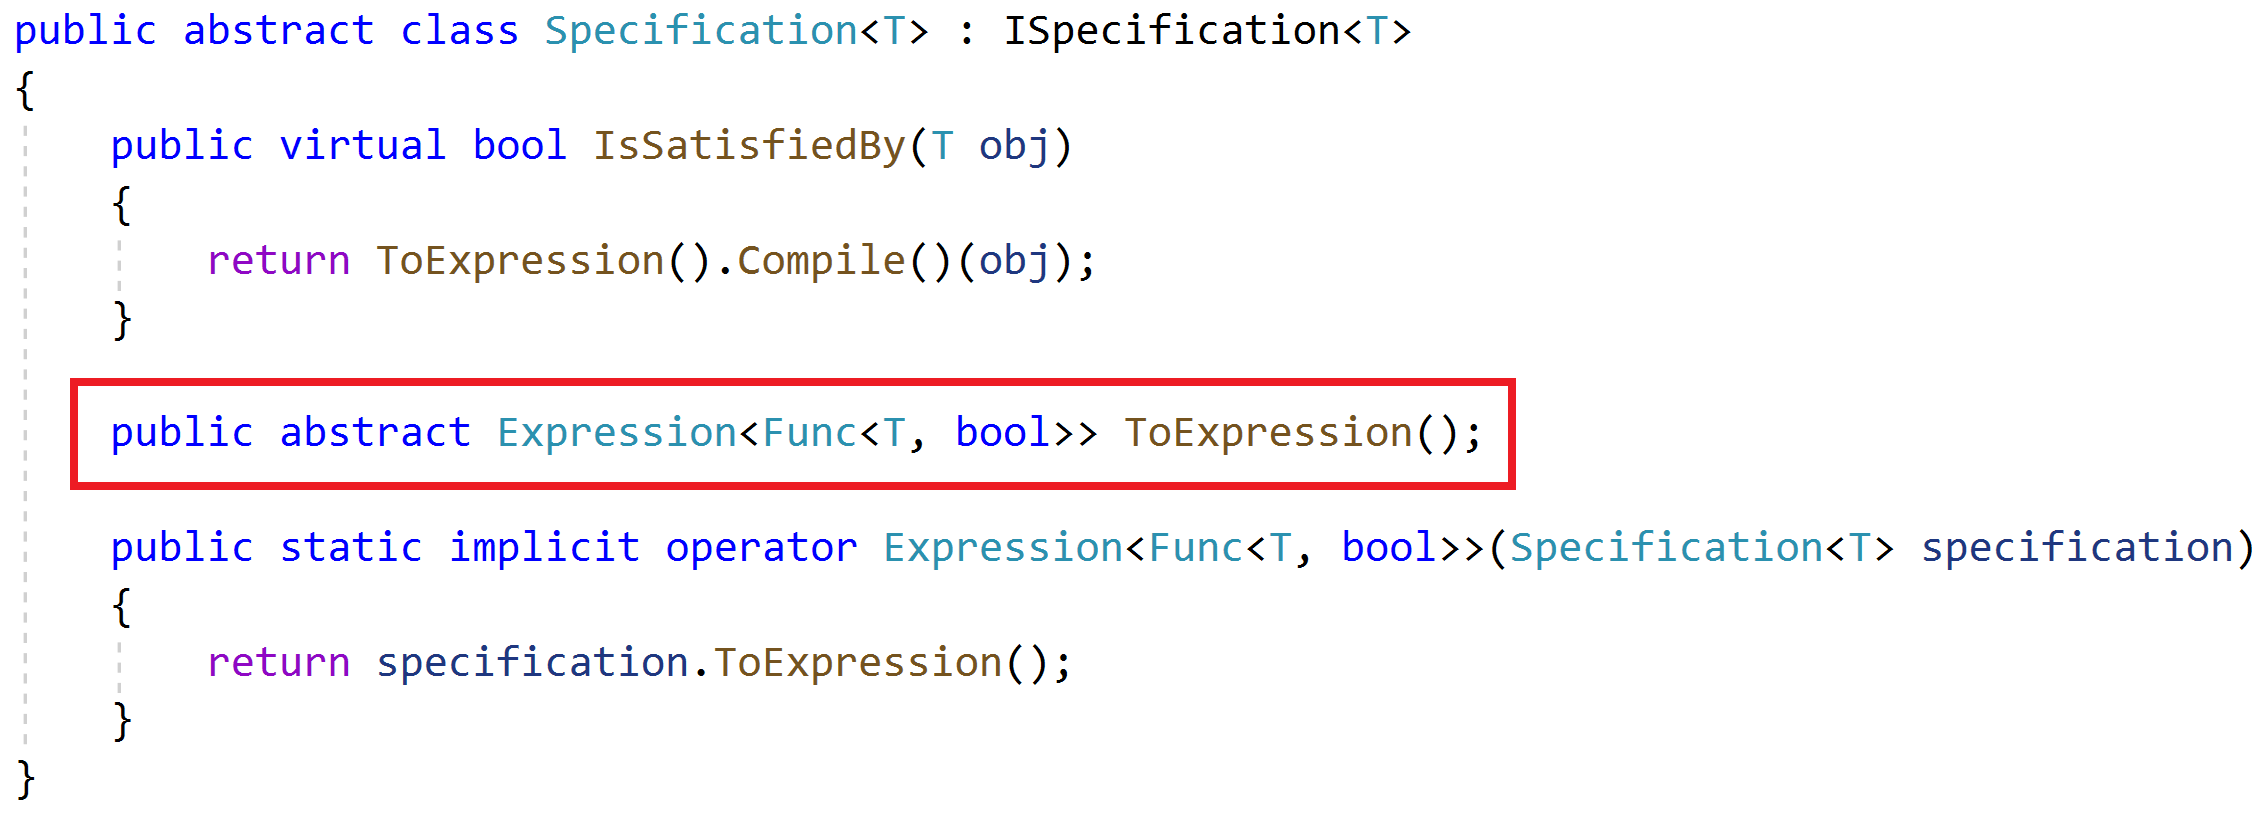 public abstract class Specification<T> : ISpecification<T>
{
    public virtual bool IsSatisfiedBy(T obj)
    {
        return ToExpression().Compile()(obj);
    }
    public abstract Expression<Func<T, bool>> ToExpression();
    public static implicit operator Expression<Func<T, bool>>(Specification<T> specification)
    {
        return specification.ToExpression();
    }
}